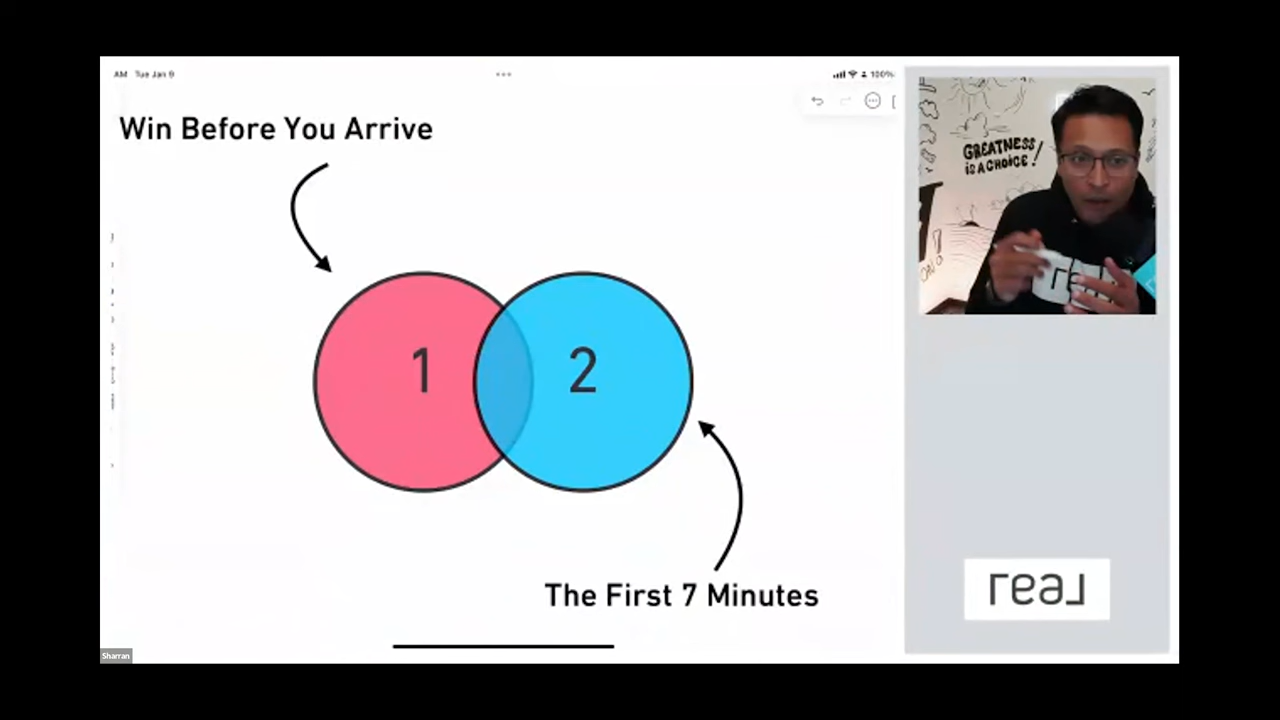 AM Tue Jan 9
100%
Win Before You Arrive
GREATNESS
is A CHOICE!
1
2
The First 7 Minutes
real
real
Sharran